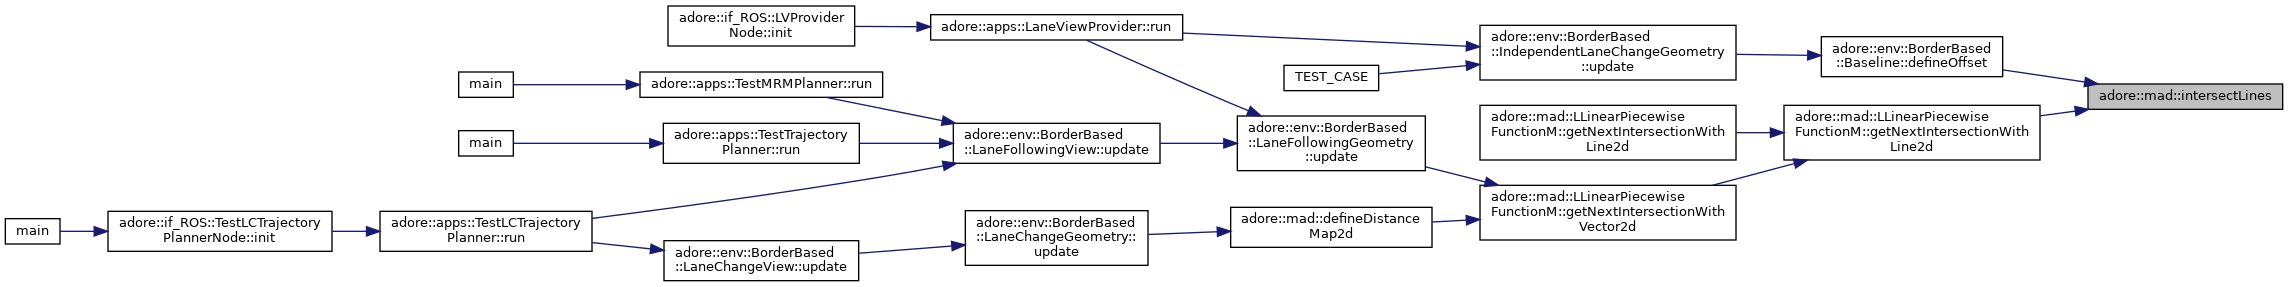 adore::if_ROS::LVProvider
Node::init
adore::apps::LaneViewProvider::run
adore::env::BorderBased
::IndependentLaneChangeGeometry
::update
adore::env::BorderBased
::Baseline::defineOffset
main
adore::apps::TestMRMPlanner::run
TEST_CASE
adore::mad::intersectLines
main
adore::apps::TestTrajectory
Planner::run
adore::env::BorderBased
::LaneFollowingView::update
adore::env::BorderBased
::LaneFollowingGeometry
::update
adore::mad::LLinearPiecewise
FunctionM::getNextIntersectionWith
Line2d
adore::mad::LLinearPiecewise
FunctionM::getNextIntersectionWith
Line2d
main
adore::if_ROS::TestLCTrajectory
PlannerNode::init
adore::apps::TestLCTrajectory
Planner::run
adore::env::BorderBased
::LaneChangeView::update
adore::env::BorderBased
::LaneChangeGeometry::
update
adore::mad::defineDistance
Map2d
adore::mad::LLinearPiecewise
FunctionM::getNextIntersectionWith
Vector2d